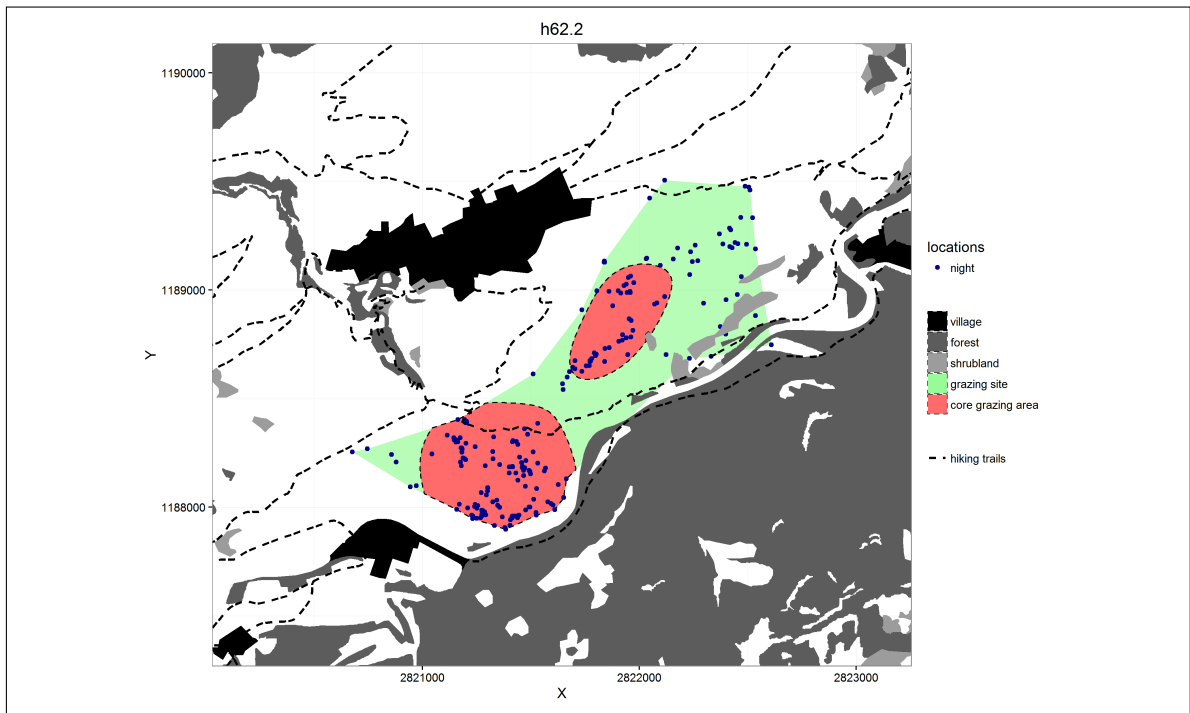 h62.2
1190000
1189000
1188000
Y
2821000
2822000
2823000
X
locations
night
village
forest
shrubland
grazing site
core grazing area
hiking trails